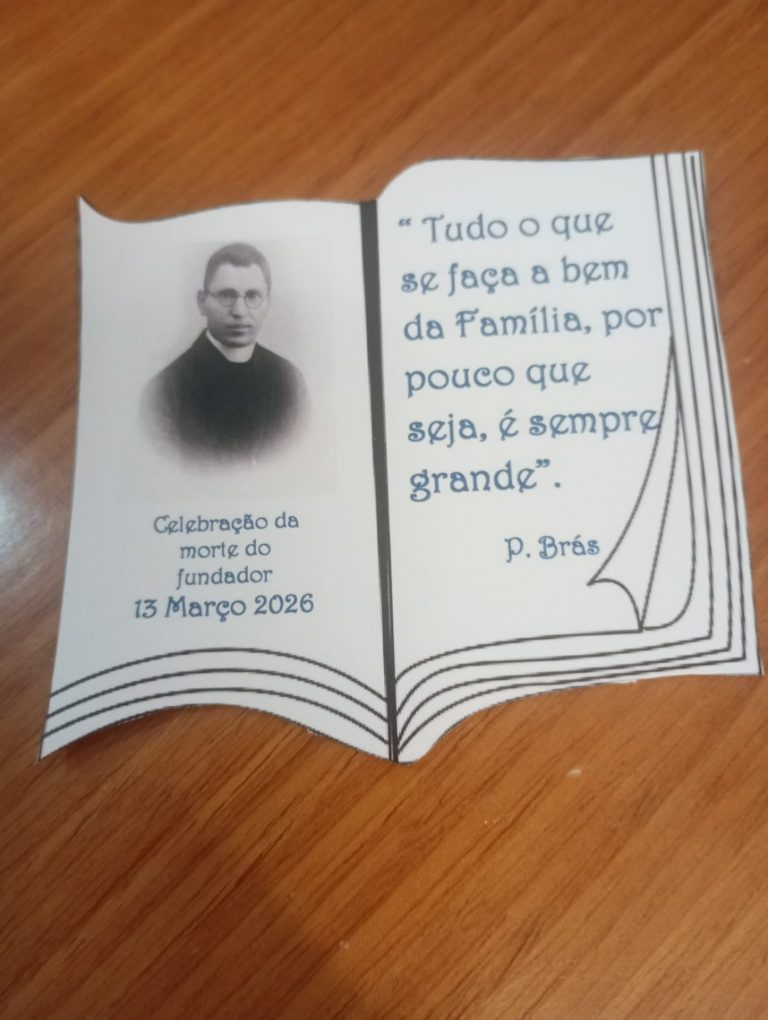 Celebração da
morte do
fundador
13 Março 2026
“ Tudo o que
se faça a bem
da Família, por
pouco que
seja, é sempre
grande”.
P. Brás